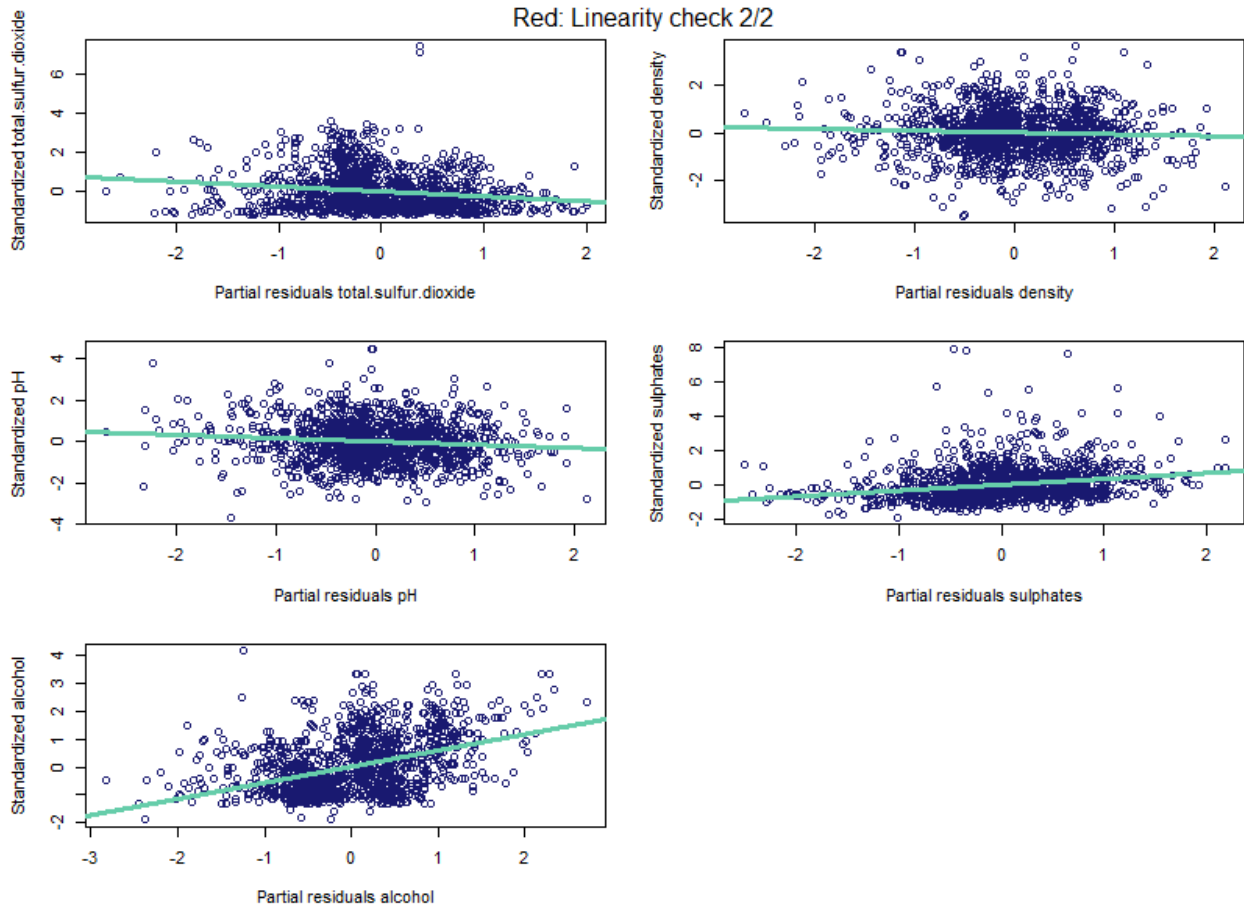 Red: Linearity check 2/2
Standardized total.sulfur.dioxide
6
4
2
0
-2 -1 0 1 2
Partial residuals total.sulfur.dioxide
Standardized density
2
0
-2
-2 -1 0 1 2
Partial residuals density
Standardized pH
4
2
0
-2
-4
-2 -1 0 1 2
Partial residuals pH
Standardized sulphates
8
6
4
2
0
-2
-2 -1 0 1 2
Partial residuals sulphates
Standardized alcohol
4
3
2
1
0
-2
-3 -2 -1 0 1 2
Partial residuals alcohol